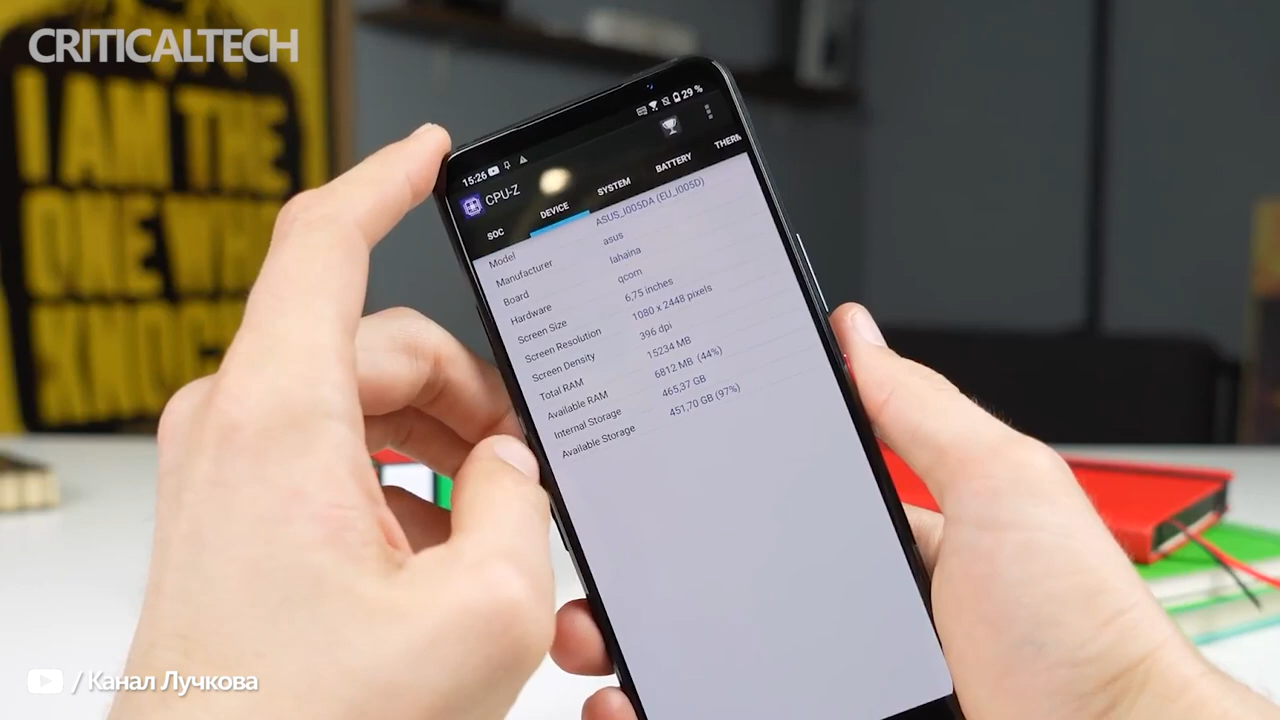 CRITICALTECH
I AM THE
ONE WH
KNOC
15:26
29 %
CPU-Z
SOC DEVICE SYSTEM BATTERY THERM
Model ASUS_I005DA (EU_I005D)
Manufacturer asus
Board lahaina
Hardware qcom
Screen Size 6,75 inches
Screen Resolution 1080 x 2448 pixels
Screen Density 396 dpi
Total RAM 15234 MB
Available RAM 6812 MB (44%)
Internal Storage 465,37 GB
Available Storage 451,70 GB (97%)
/ Канал Лучкова